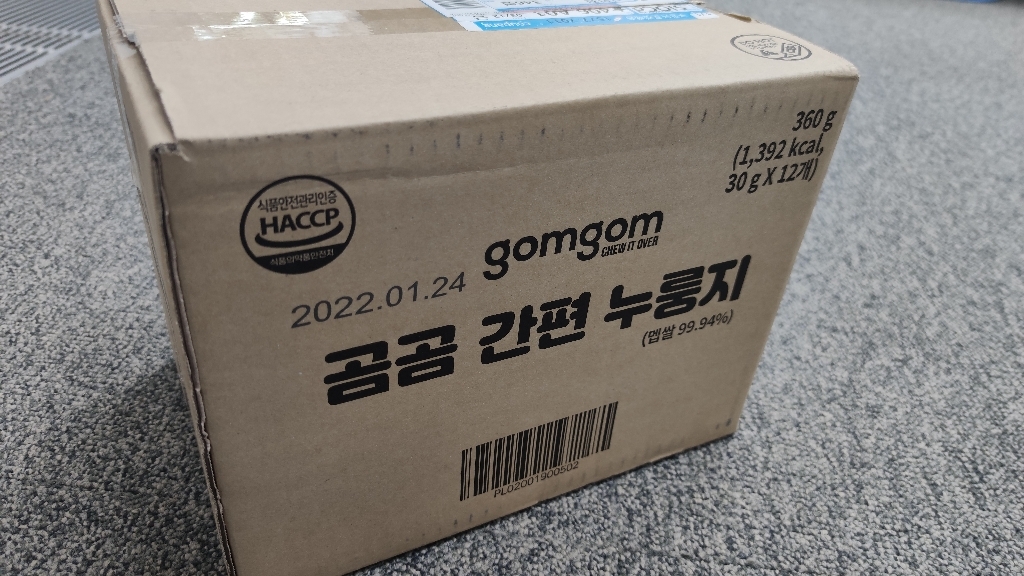 360 g
(1,392 kcal,
30 g X 12개)
식품안전관리인증
HACCP
식품의약품안전처
gomgom
CHEW IT OVER
2022.01.24
곰곰 간편 누룽지
(멥쌀 99.94%)
PL02001900502